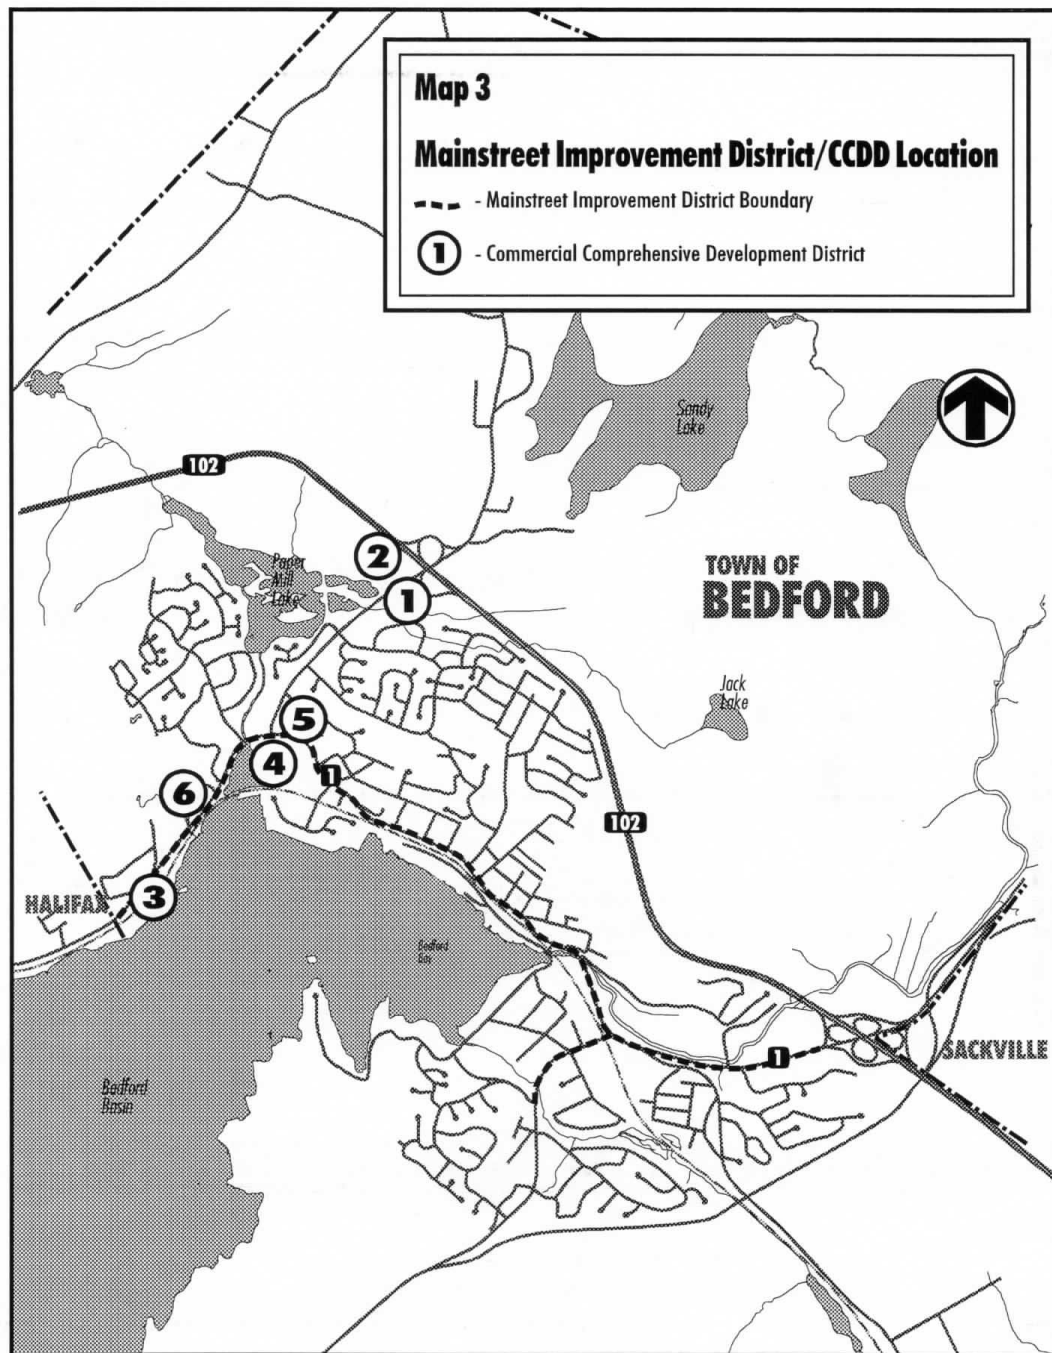 Map 3
Mainstreet Improvement District/CCDD Location
- Mainstreet Improvement District Boundary
1 - Commercial Comprehensive Development District
Sandy
Lake
102
2
Paper
Mill
Lake
1
TOWN OF
BEDFORD
Jack
Lake
5
4
1
6
102
3
HALIFAX
Bedford
Bay
1
SACKVILLE
Bedford
Basin